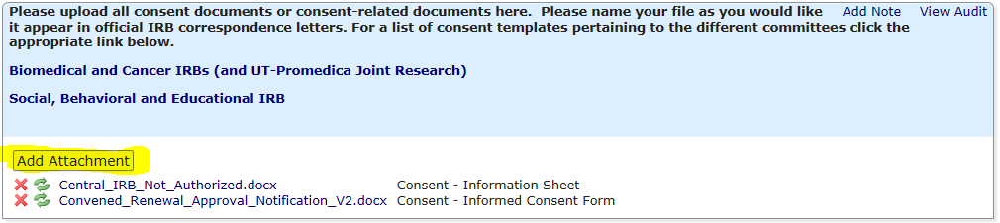 Please upload all consent documents or consent-related documents here.  Please name your file as you would like Add Note View Audit
it appear in official IRB correspondence letters. For a list of consent templates pertaining to the different committees click the
appropriate link below.
Biomedical and Cancer IRBs (and UT-Promedica Joint Research)
Social, Behavioral and Educational IRB
Add Attachment
Central_IRB_Not_Authorized.docx Consent - Information Sheet
Convened_Renewal_Approval_Notification_V2.docx Consent - Informed Consent Form